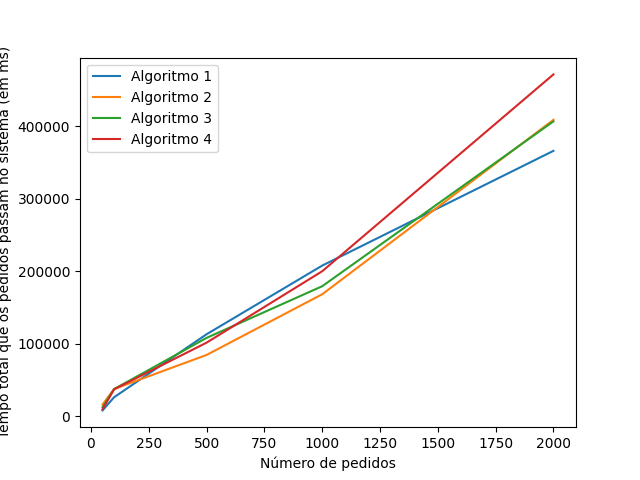 Algoritmo 1
Algoritmo 2
Algoritmo 3
Algoritmo 4
Tempo total que os pedidos passam no sistema (em ms)
400000
300000
200000
100000
0
0 250 500 750 1000 1250 1500 1750 2000
Número de pedidos